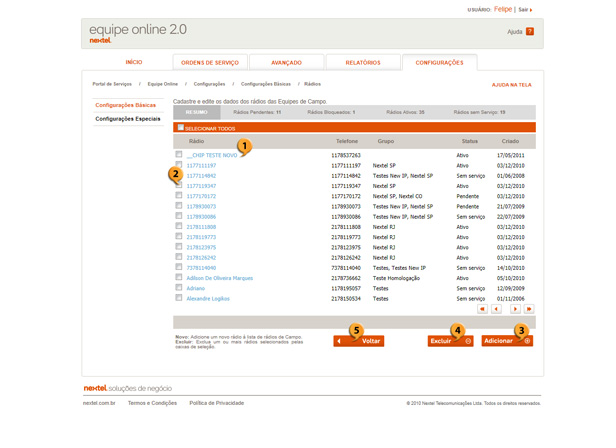 USUÁRIO: Felipe | Sair ▸
equipe online 2.0
nextel
Ajuda ?
INÍCIO ORDENS DE SERVIÇO AVANÇADO RELATÓRIOS CONFIGURAÇÕES
Portal de Serviços / Equipe Online / Configurações / Configurações Básicas / Rádios AJUDA NA TELA
Configurações Básicas
Configurações Especiais
Cadastre e edite os dados dos rádios das Equipes de Campo.
RESUMO Rádios Pendentes: 11 Rádios Bloqueados: 1 Rádios Ativos: 35 Rádios sem Serviço: 19
SELECIONAR TODOS
Rádio Telefone Grupo Status Criado
__CHIP TESTE NOVO 1178537263 Ativo 17/05/2011
1177111197 1177111197 Nextel SP Ativo 03/12/2010
1177114842 1177114842 Testes New IP, Nextel SP Sem serviço 01/06/2008
1177119347 1177119347 Nextel SP Ativo 03/12/2010
1177170172 1177170172 Nextel SP, Nextel CO Pendente 03/12/2010
1178930073 1178930073 Testes New IP, Nextel SP Pendente 21/07/2009
1178930086 1178930086 Testes New IP, Nextel SP Sem serviço 22/07/2009
2178111808 2178111808 Nextel RJ Ativo 03/12/2010
2178119773 2178119773 Nextel RJ Ativo 03/12/2010
2178123975 2178123975 Nextel RJ Ativo 03/12/2010
2178126242 2178126242 Nextel RJ Ativo 03/12/2010
7378114040 7378114040 Testes, Testes New IP Sem serviço 14/10/2010
Adilson De Oliveira Marques 2178736662 Teste Homologação Ativo 03/12/2010
Adriano 1178195057 Testes Sem serviço 12/09/2009
Alexandre Logãus 2178150534 Testes Sem serviço 01/11/2006
1
2
5
4
3
Novo: Adicione um novo rádio à lista de rádios de Campo.
Excluir: Exclua um ou mais rádios selecionados pelas
caixas de seleção.
Voltar Excluir Adicionar
nextel soluções de negócio
nextel.com.br Termos e Condições Política de Privacidade © 2010 Nextel Telecomunicações Ltda. Todos os direitos reservados.